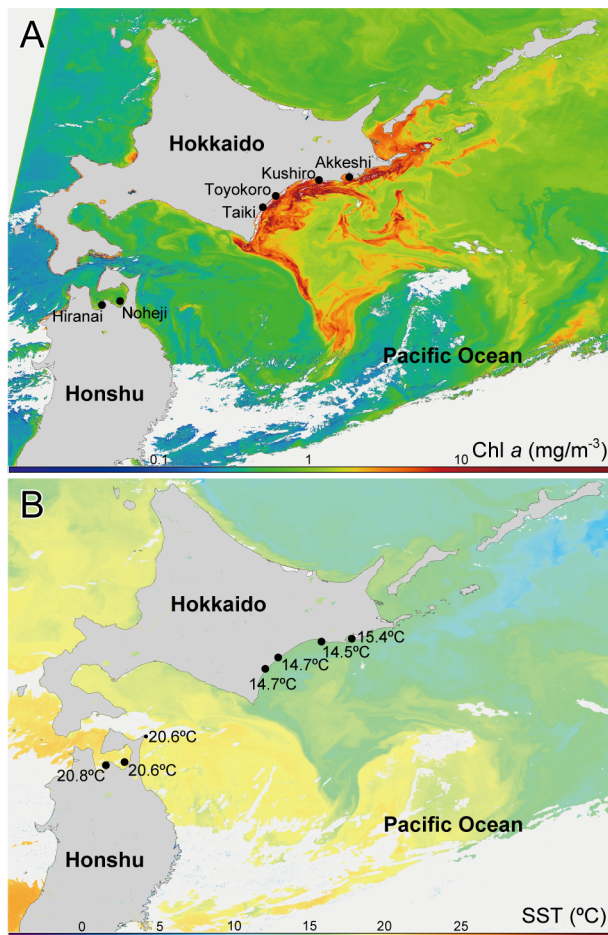 A
Hokkaido
Akkeshi
Kushiro
Toyokoro
Taiki
Hiranai
Noheji
Pacific Ocean
Honshu
0.1 1 10 Chl a (mg/m⁻³)
B
Hokkaido
15.4ºC
14.5ºC
14.7ºC
14.7ºC
20.6ºC
20.8ºC 20.6ºC
Pacific Ocean
Honshu
0 5 10 15 20 25 SST (ºC)